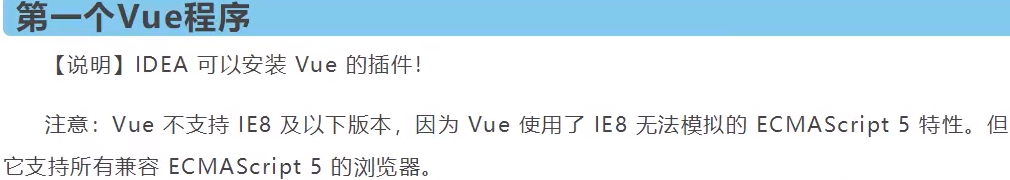 第一个Vue程序
【说明】IDEA 可以安装 Vue 的插件！
注意：Vue 不支持 IE8 及以下版本，因为 Vue 使用了 IE8 无法模拟的 ECMAScript 5 特性。但
它支持所有兼容 ECMAScript 5 的浏览器。